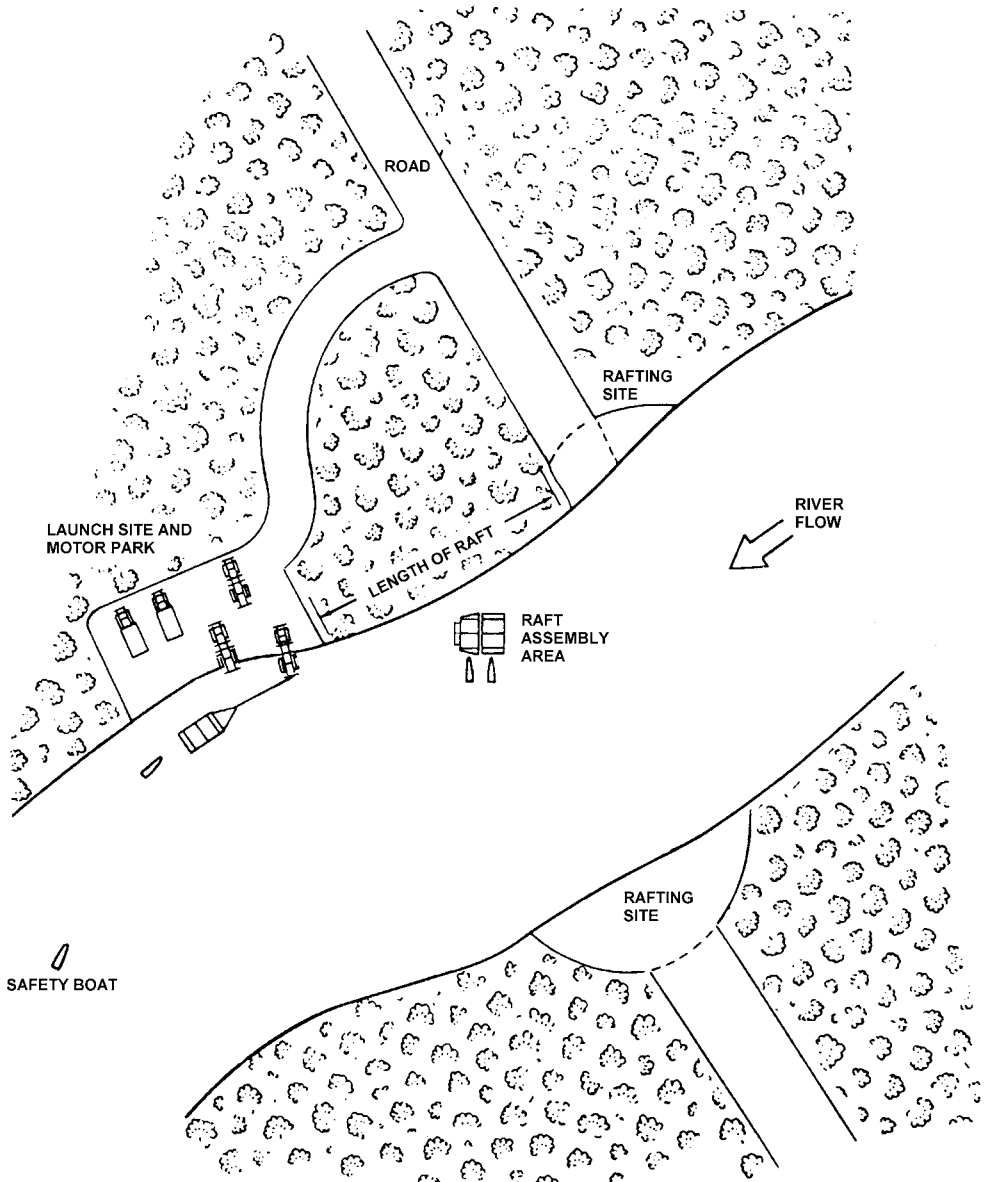 ROAD
RAFTING
SITE
RIVER
FLOW
LAUNCH SITE AND
MOTOR PARK
LENGTH OF RAFT
RAFT
ASSEMBLY
AREA
RAFTING
SITE
SAFETY BOAT